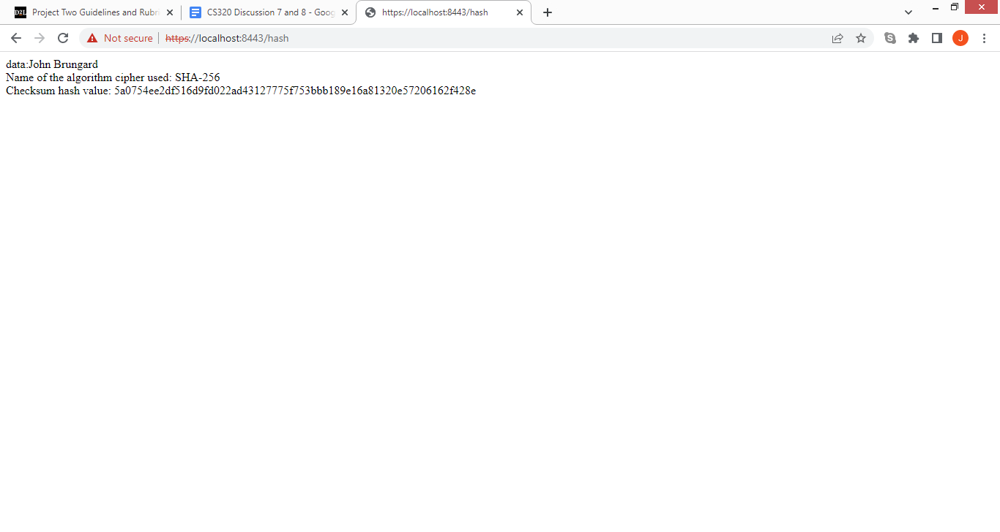 D2L Project Two Guidelines and Rubri
CS320 Discussion 7 and 8 - Goog
https://localhost:8443/hash
Not secure https://localhost:8443/hash
J
data:John Brungard
Name of the algorithm cipher used: SHA-256
Checksum hash value: 5a0754ee2df516d9fd022ad43127775f753bbb189e16a81320e57206162f428e